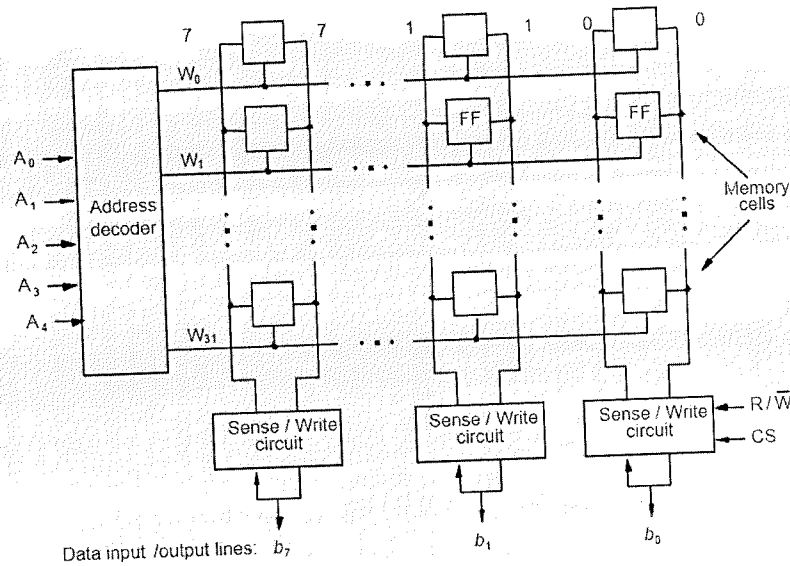 7 7 1 1 0 0
W0
FF FF
W1
A0
A1
A2
A3
A4
Address
decoder
Memory
cells
W31
Sense / Write
circuit
Sense / Write
circuit
Sense / Write
circuit
R / W̅
CS
Data input /output lines: b7 b1 b0